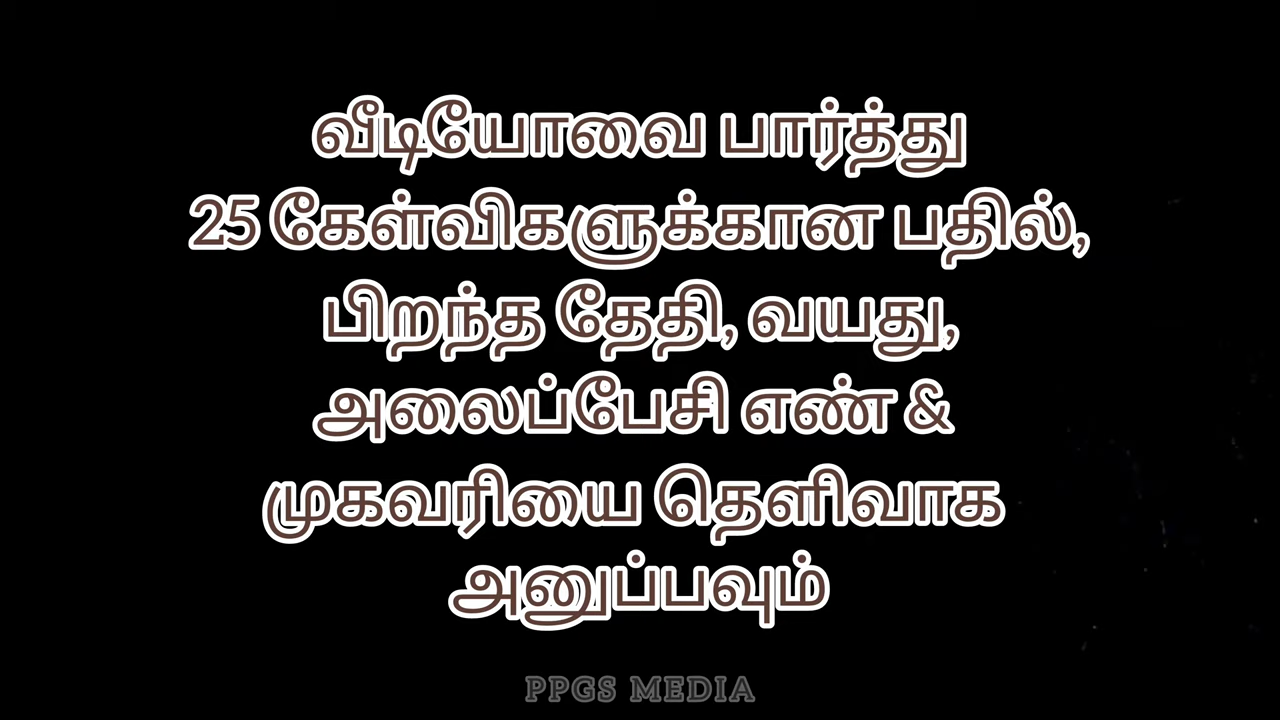 வீடியோவை பார்த்து
25 கேள்விகளுக்கான பதில்,
பிறந்த தேதி, வயது,
அலைப்பேசி எண் &
முகவரியை தெளிவாக
அனுப்பவும்
PPGS MEDIA